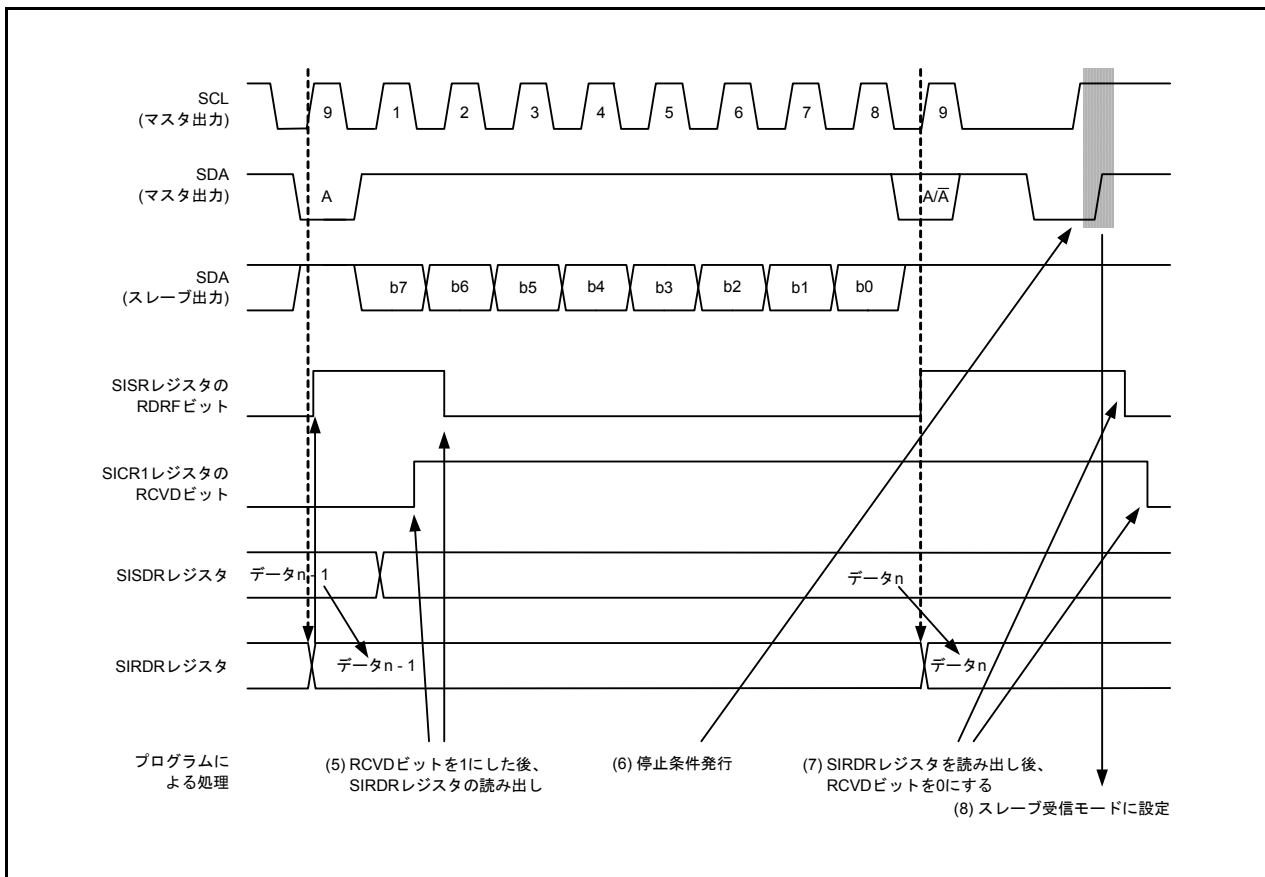 SCL
(マスタ出力)
9 1 2 3 4 5 6 7 8 9
SDA
(マスタ出力)
A A/A̅
SDA
(スレーブ出力)
b7 b6 b5 b4 b3 b2 b1 b0
SISRレジスタの
RDRFビット
SICR1レジスタの
RCVDビット
SISDRレジスタ
データn - 1
データn
SIRDRレジスタ
データn - 1
データn
プログラムに
よる処理
(5) RCVDビットを1にした後、
SIRDRレジスタの読み出し
(6) 停止条件発行
(7) SIRDRレジスタを読み出し後、
RCVDビットを0にする
(8) スレーブ受信モードに設定